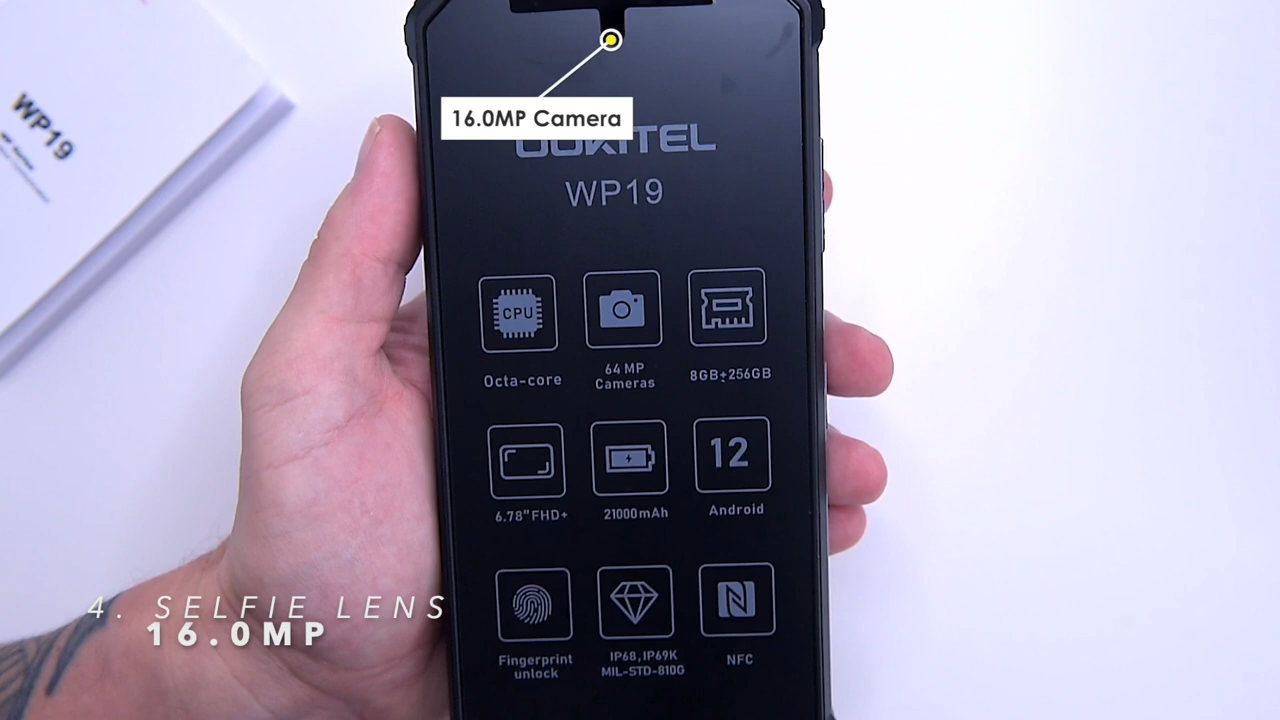 WP19
16.0MP Camera
OUKITEL
WP19
CPU
Octa-core
64 MP
Cameras
8GB+256GB
6.78" FHD+
21000mAh
12
Android
Fingerprint
unlock
IP68,IP69K
MIL-STD-810G
NFC
4. SELFIE LENS
16.0MP